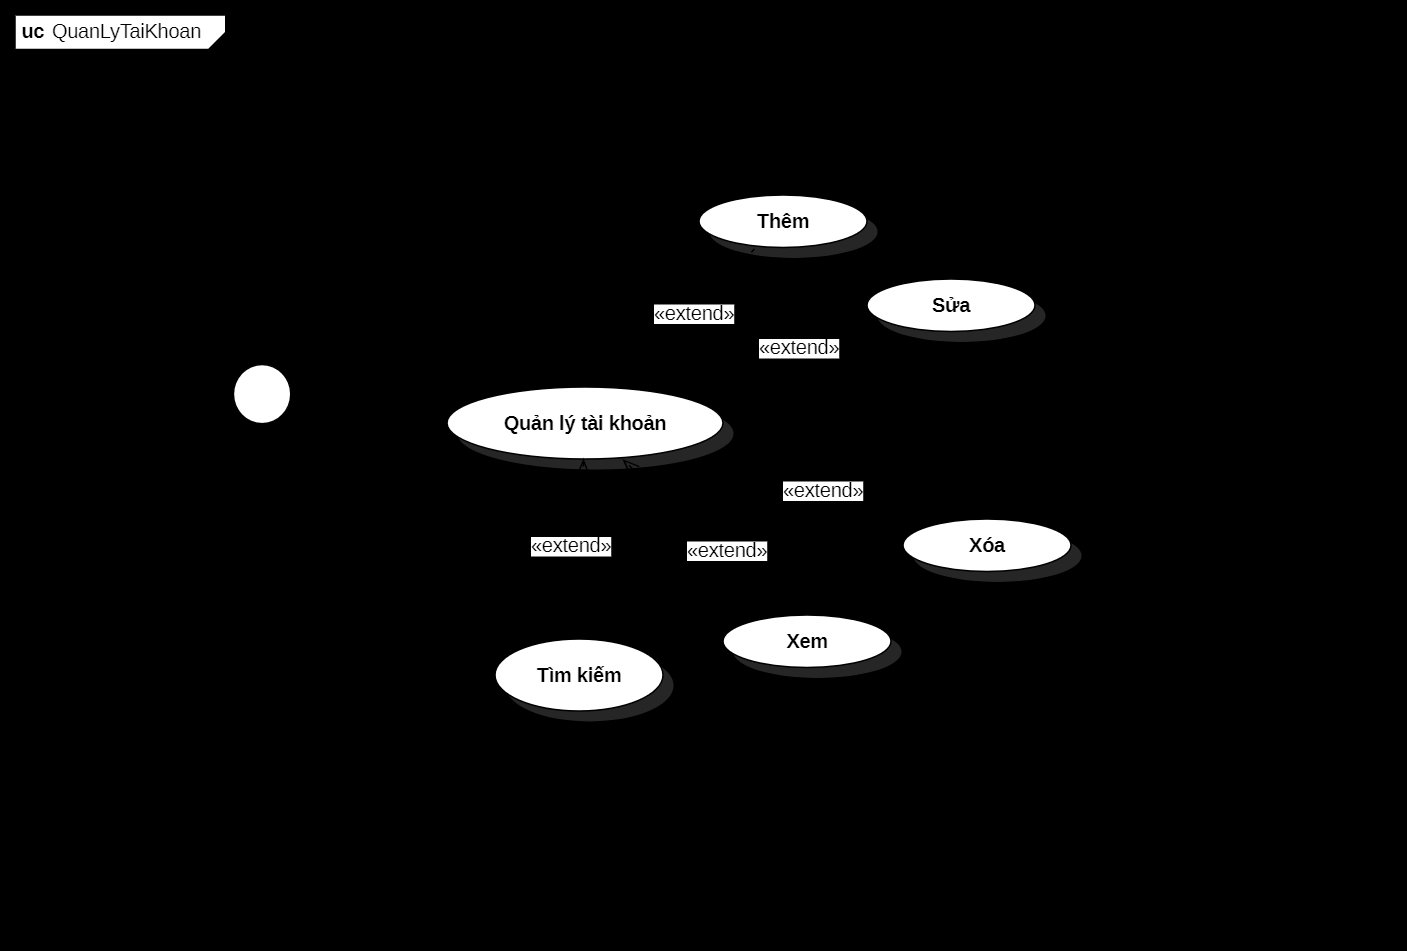 uc QuanLyTaiKhoan
Thêm
Sửa
«extend»
«extend»
Quản lý tài khoản
«extend»
«extend»
«extend»
Xóa
Xem
Tìm kiếm